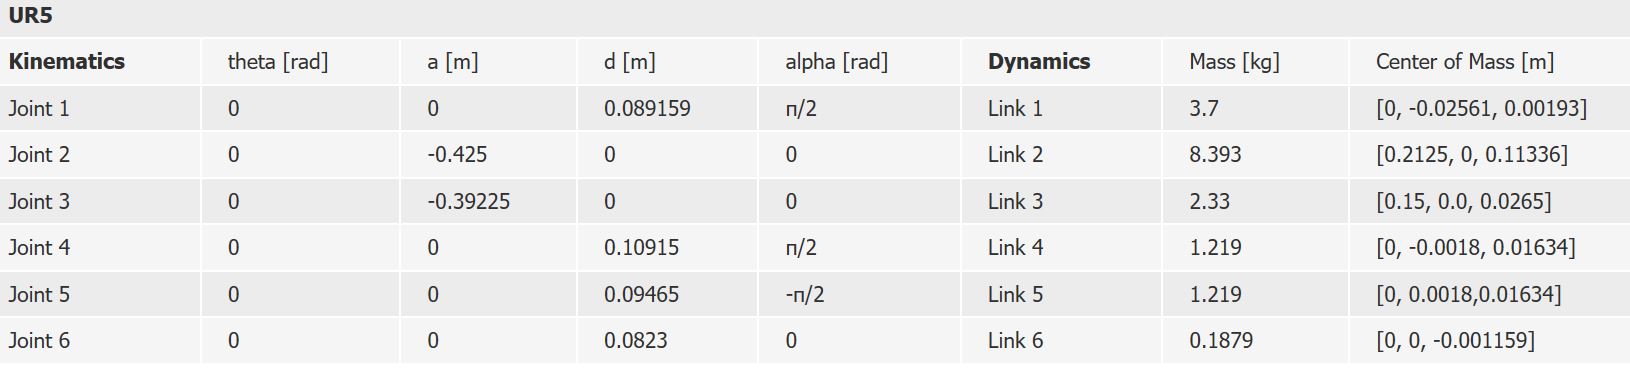 UR5
Kinematics theta [rad] a [m] d [m] alpha [rad] Dynamics Mass [kg] Center of Mass [m]
Joint 1 0 0 0.089159 π/2 Link 1 3.7 [0, -0.02561, 0.00193]
Joint 2 0 -0.425 0 0 Link 2 8.393 [0.2125, 0, 0.11336]
Joint 3 0 -0.39225 0 0 Link 3 2.33 [0.15, 0.0, 0.0265]
Joint 4 0 0 0.10915 π/2 Link 4 1.219 [0, -0.0018, 0.01634]
Joint 5 0 0 0.09465 -π/2 Link 5 1.219 [0, 0.0018,0.01634]
Joint 6 0 0 0.0823 0 Link 6 0.1879 [0, 0, -0.001159]